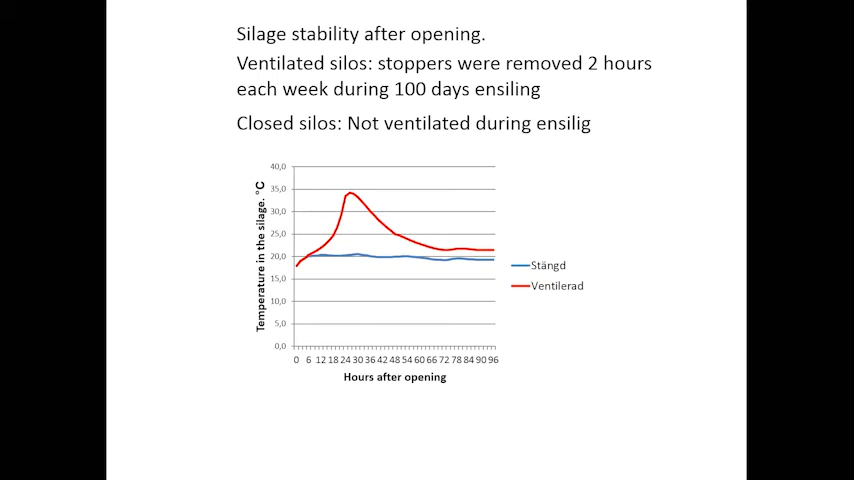 Silage stability after opening.
Ventilated silos: stoppers were removed 2 hours
each week during 100 days ensiling
Closed silos: Not ventilated during ensilig
40,0
35,0
30,0
25,0
20,0
15,0
10,0
5,0
0,0
Temperature in the silage. °C
0 6 12 18 24 30 36 42 48 54 60 66 72 78 84 90 96
Hours after opening
Stängd
Ventilerad